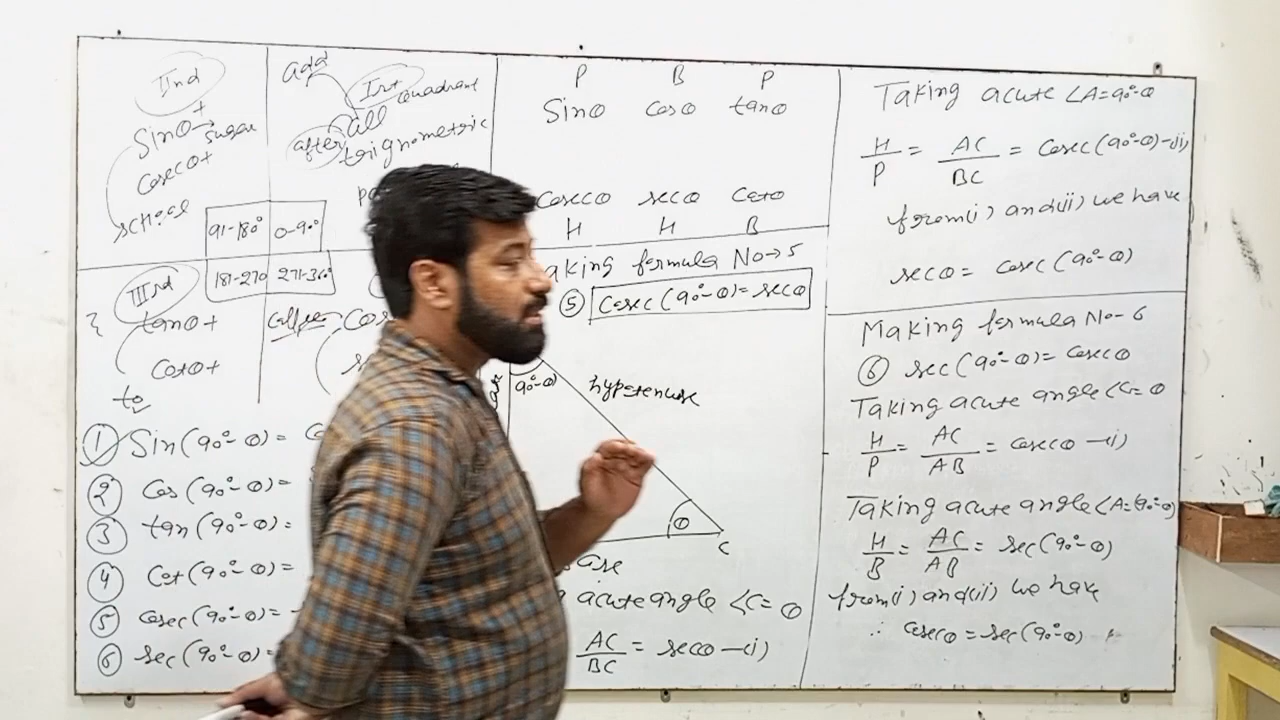 IInd
Sinθ+ → Sugar
Cosecθ+
SCHOOL
91-180°
Add
Ist Quadrant
All
after
trignometric
0-90°
IIIrd
181-270
271-360
tanθ+
Cotθ+
to
① Sin(90°-θ)=
② Cos(90°-θ)=
③ tan(90°-θ)=
④ Cot(90°-θ)=
⑤ Cosec(90°-θ)=
⑥ Sec(90°-θ)=
P B P
Sinθ Cosθ tanθ
Cosecθ Secθ Cotθ
H H B
aking formula No→5
⑤ Cosec(90°-θ)=Secθ
90°-θ
hypotenuse
θ
C
acute angle ∠C=θ
AC/BC = Secθ —(i)
Taking acute ∠A=90°-θ
H/P = AC/BC = Cosec(90°-θ)-(ii)
from(i) and(ii) we have
Secθ= Cosec(90°-θ)
Making formula No-6
⑥ Sec(90°-θ)= Cosecθ
Taking acute angle ∠C=θ
H/P = AC/AB = Cosecθ —(i)
Taking acute angle ∠A=(90°-θ)
H/B = AC/AB = Sec(90°-θ)
from(i) and(ii) we have
∴ Cosecθ=Sec(90°-θ)